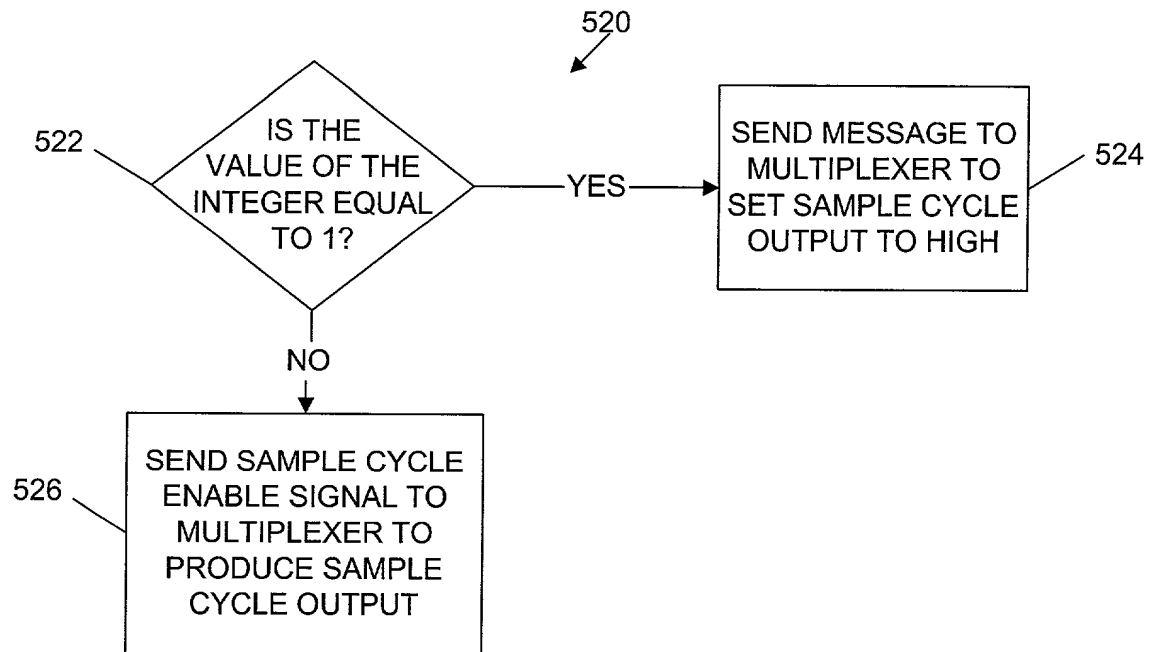 520
522
IS THE
VALUE OF THE
INTEGER EQUAL
TO 1?
YES
SEND MESSAGE TO
MULTIPLEXER TO
SET SAMPLE CYCLE
OUTPUT TO HIGH
524
NO
526
SEND SAMPLE CYCLE
ENABLE SIGNAL TO
MULTIPLEXER TO
PRODUCE SAMPLE
CYCLE OUTPUT